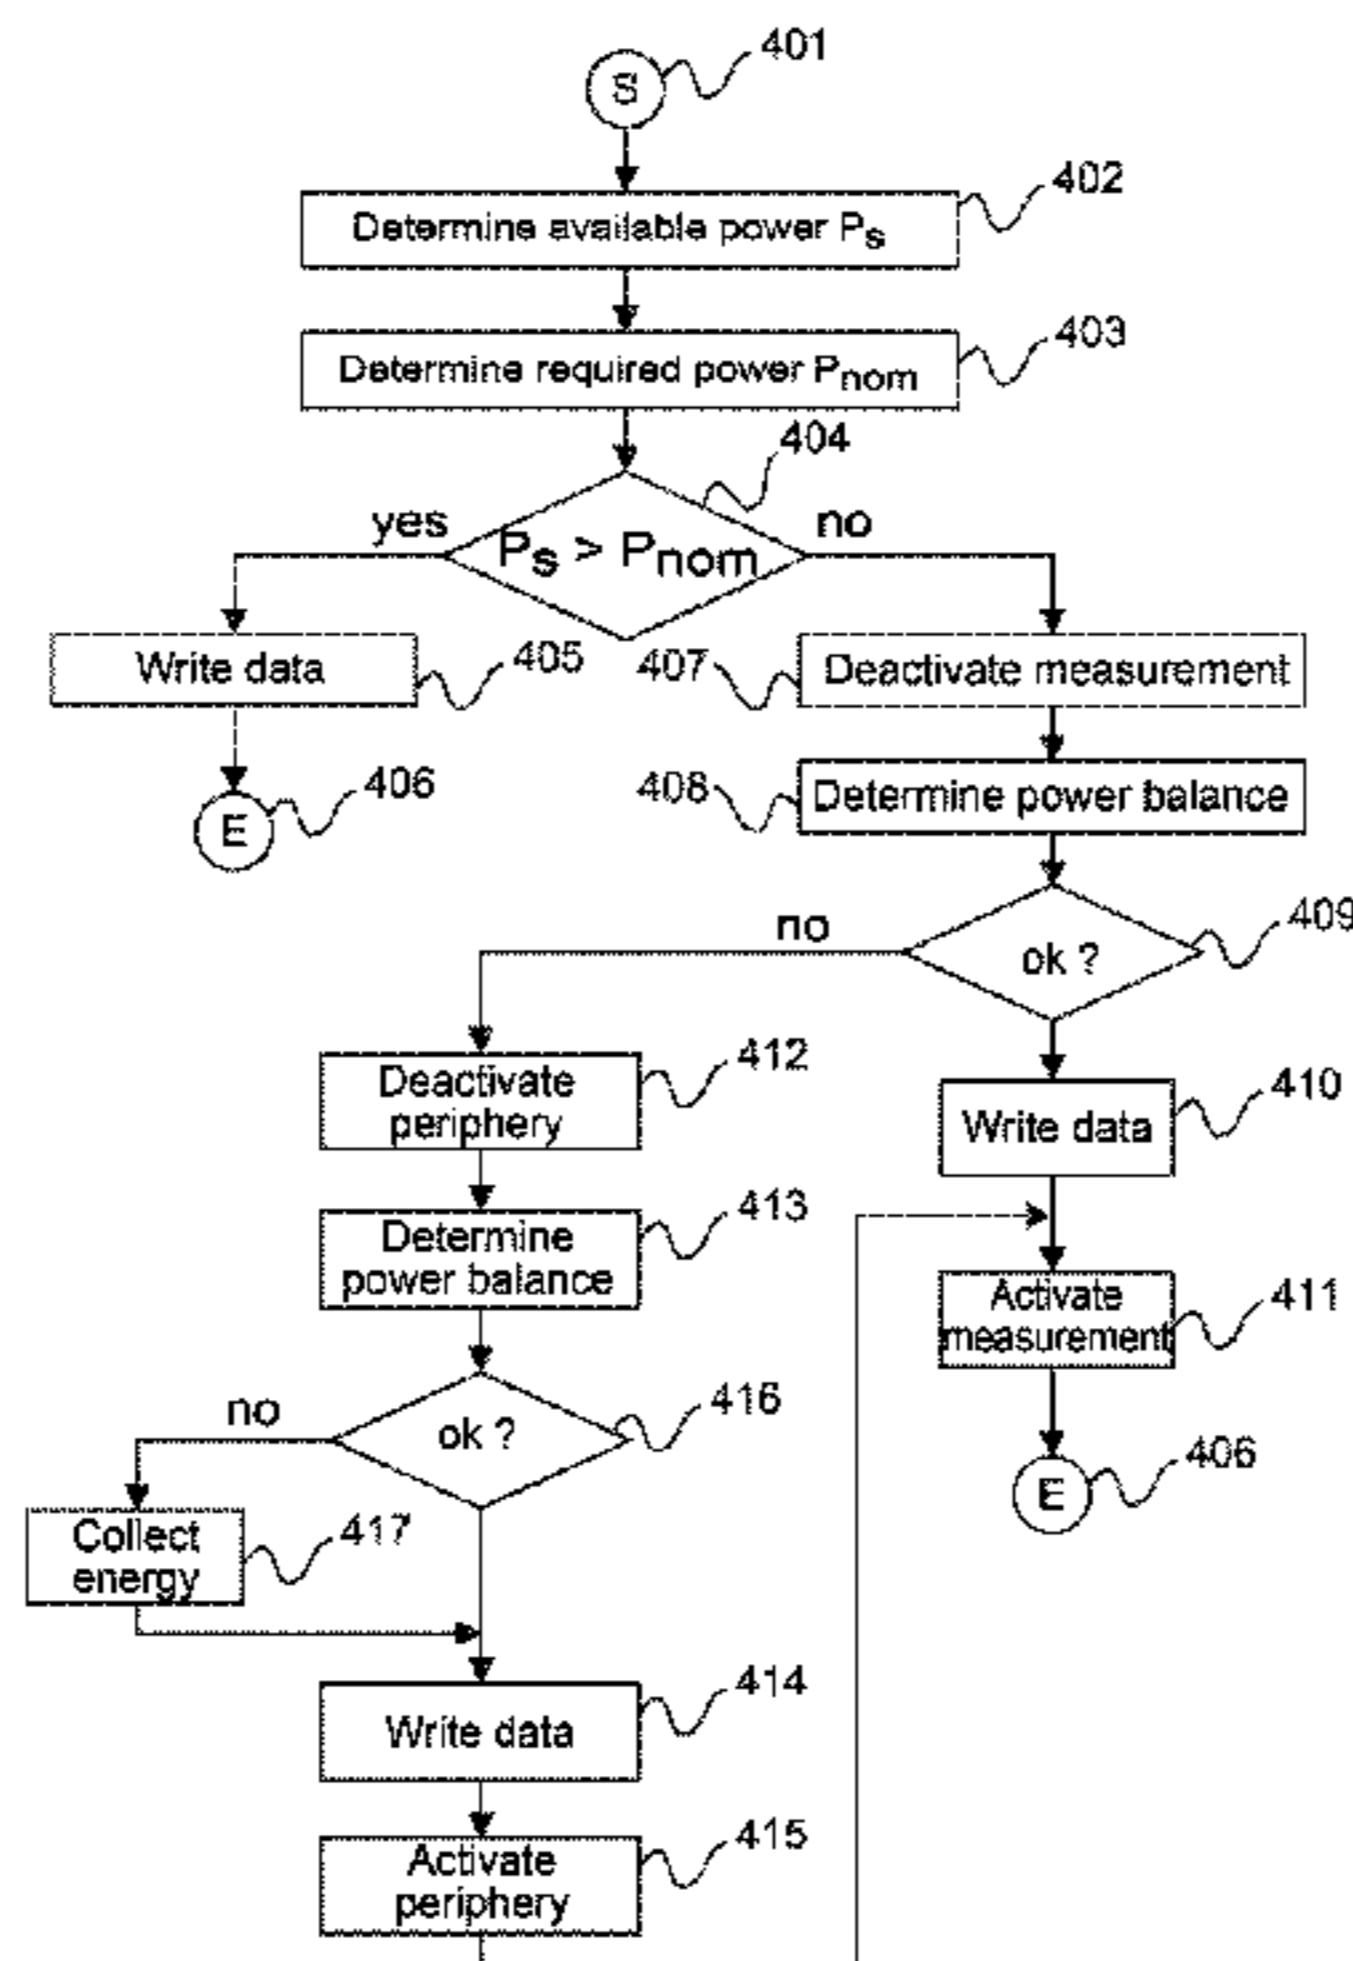 S
401
Determine available power Ps
402
Determine required power Pnom
403
404
yes
Ps > Pnom
no
Write data
405
407
Deactivate measurement
E
406
408
Determine power balance
no
ok ?
409
Deactivate
periphery
412
Write data
410
Determine
power balance
413
Activate
measurement
411
no
ok ?
416
E
406
Collect
energy
417
Write data
414
Activate
periphery
415